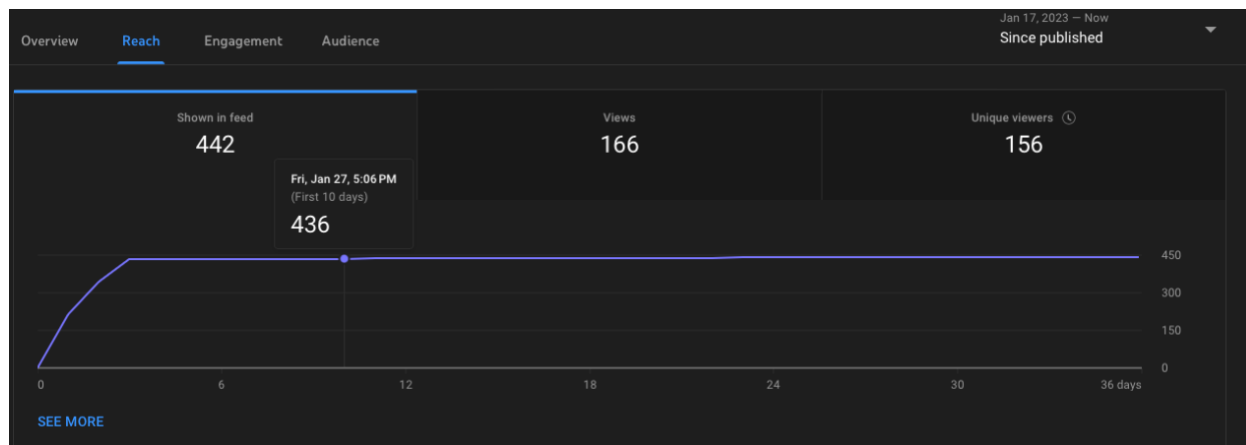 Jan 17, 2023 – Now
Overview Reach Engagement Audience Since published
Shown in feed Views Unique viewers
442 166 156
Fri, Jan 27, 5:06 PM
(First 10 days)
436
450
300
150
0
0 6 12 18 24 30 36 days
SEE MORE